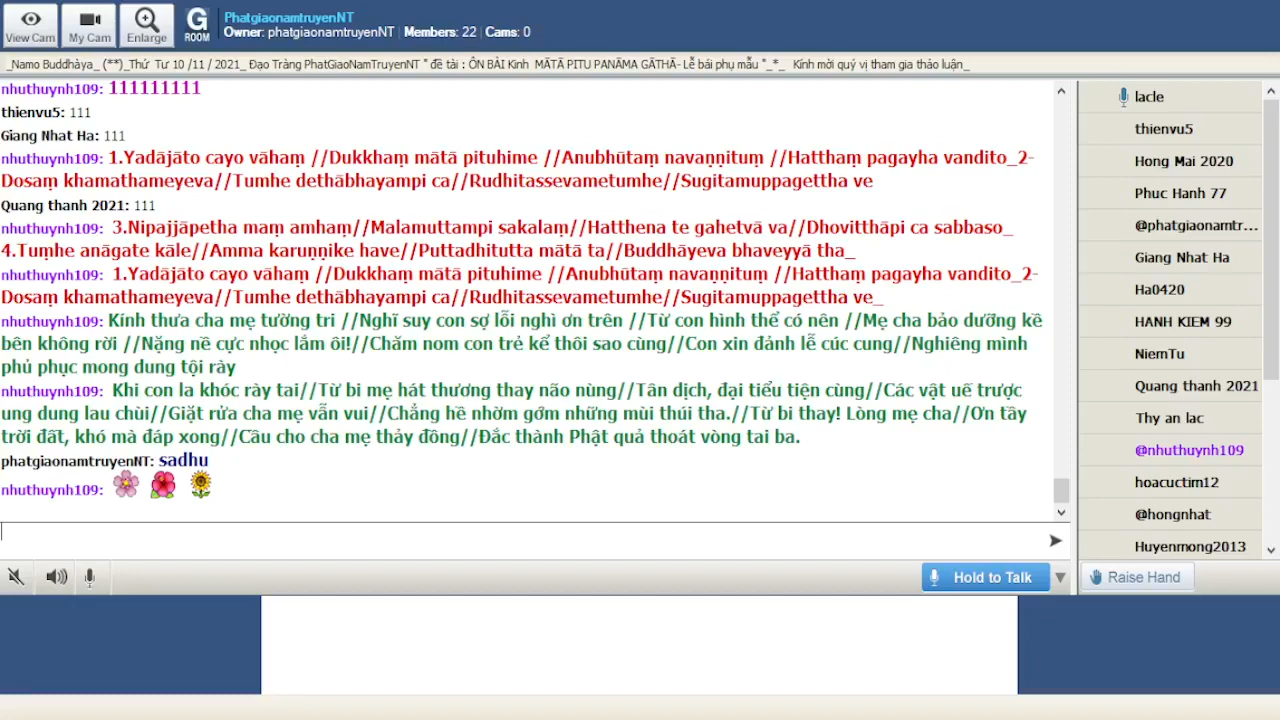 View Cam
My Cam
Enlarge
G
ROOM
PhatgiaonamtruyenNT
Owner: phatgiaonamtruyenNT | Members: 22 | Cams: 0
_Namo Buddhàya_ (**)_Thứ Tư 10 /11 / 2021_ Đạo Tràng PhatGiaoNamTruyenNT " đề tài : ÔN BÀI Kinh MĀTĀ PITU PANĀMA GĀTHĀ- Lễ bái phụ mẫu "_*_ Kính mời quý vị tham gia thảo luận_
nhuthuynh109: 111111111
thienvu5: 111
Giang Nhat Ha: 111
nhuthuynh109: 1.Yadājāto cayo vāhaṃ //Dukkhaṃ mātā pituhime //Anubhūtaṃ navaṇṇituṃ //Hatthaṃ pagayha vandito_2-
Dosaṃ khamathameyeva//Tumhe dethābhayampi ca//Rudhitassevametumhe//Sugitamuppagettha ve
Quang thanh 2021: 111
nhuthuynh109: 3.Nipajjāpetha maṃ amhaṃ//Malamuttampi sakalaṃ//Hatthena te gahetvā va//Dhovitthāpi ca sabbaso_
4.Tuṃhe anāgate kāle//Amma karuṇṇike have//Puttadhitutta mātā ta//Buddhāyeva bhaveyyā tha_
nhuthuynh109: 1.Yadājāto cayo vāhaṃ //Dukkhaṃ mātā pituhime //Anubhūtaṃ navaṇṇituṃ //Hatthaṃ pagayha vandito_2-
Dosaṃ khamathameyeva//Tumhe dethābhayampi ca//Rudhitassevametumhe//Sugitamuppagettha ve_
nhuthuynh109: Kính thưa cha mẹ tường tri //Nghĩ suy con sợ lỗi nghì ơn trên //Từ con hình thể có nên //Mẹ cha bảo dưỡng kề
bên không rời //Nặng nề cực nhọc lắm ôi!//Chăm nom con trẻ kể thôi sao cùng//Con xin đảnh lễ cúc cung//Nghiêng mình
phủ phục mong dung tội rày
nhuthuynh109: Khi con la khóc rày tai//Từ bi mẹ hát thương thay não nùng//Tân dịch, đại tiểu tiện cùng//Các vật uế trược
ung dung lau chùi//Giặt rửa cha mẹ vẫn vui//Chẳng hề nhờm gớm những mùi thúi tha.//Từ bi thay! Lòng mẹ cha//Ơn tầy
trời đất, khó mà đáp xong//Cầu cho cha mẹ thảy đồng//Đắc thành Phật quả thoát vòng tai ba.
phatgiaonamtruyenNT: sadhu
nhuthuynh109:
lacle
thienvu5
Hong Mai 2020
Phuc Hanh 77
@phatgiaonamtr...
Giang Nhat Ha
Ha0420
HANH KIEM 99
NiemTu
Quang thanh 2021
Thy an lac
@nhuthuynh109
hoacuctim12
@hongnhat
Huyenmong2013
Hold to Talk
Raise Hand